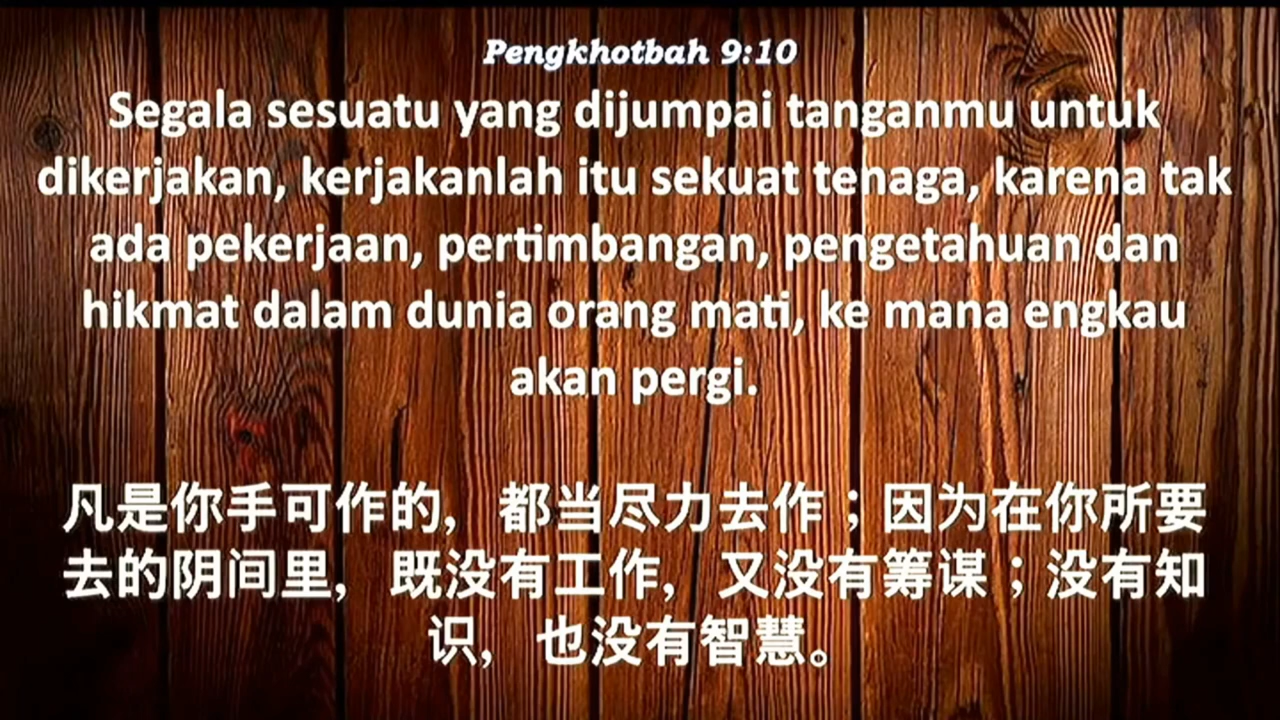 Pengkhotbah 9:10
Segala sesuatu yang dijumpai tanganmu untuk
dikerjakan, kerjakanlah itu sekuat tenaga, karena tak
ada pekerjaan, pertimbangan, pengetahuan dan
hikmat dalam dunia orang mati, ke mana engkau
akan pergi.
凡是你手可作的，都当尽力去作；因为在你所要
去的阴间里，既没有工作，又没有筹谋；没有知
识，也没有智慧。